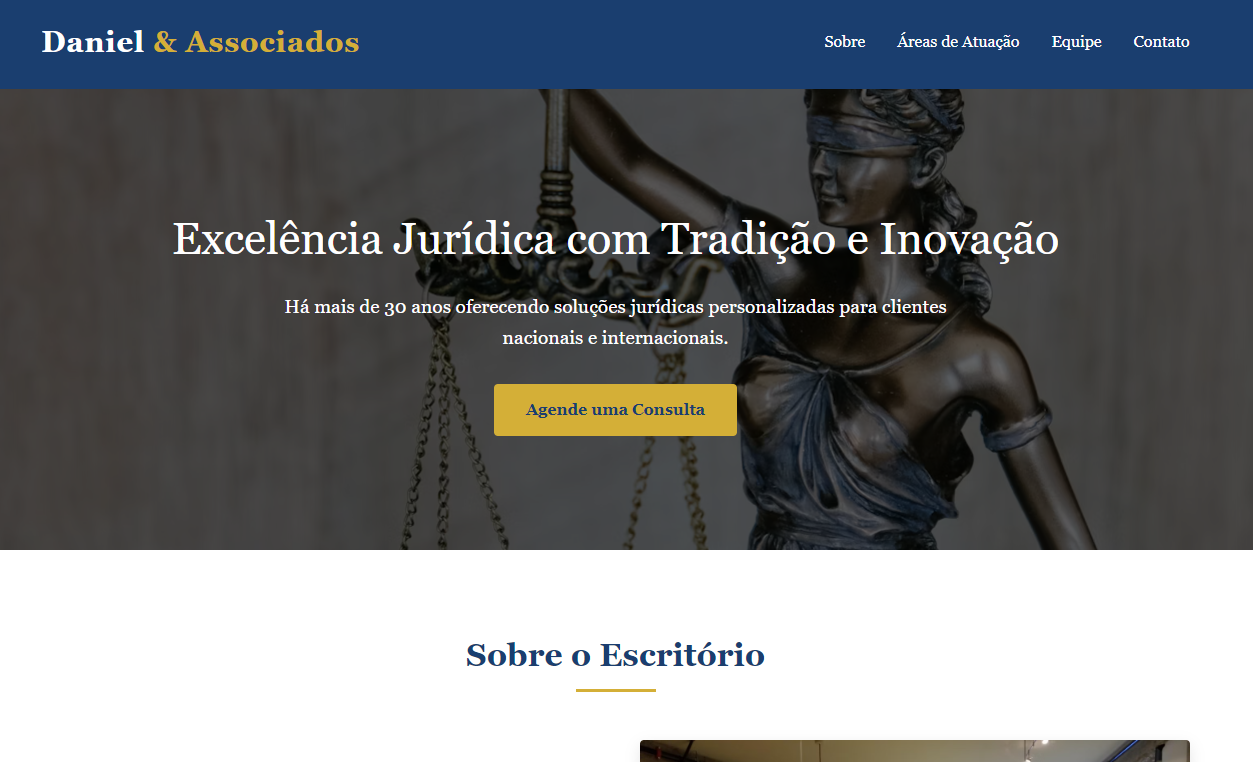 Daniel & Associados
Sobre
Áreas de Atuação
Equipe
Contato
Excelência Jurídica com Tradição e Inovação
Há mais de 30 anos oferecendo soluções jurídicas personalizadas para clientes
nacionais e internacionais.
Agende uma Consulta
Sobre o Escritório